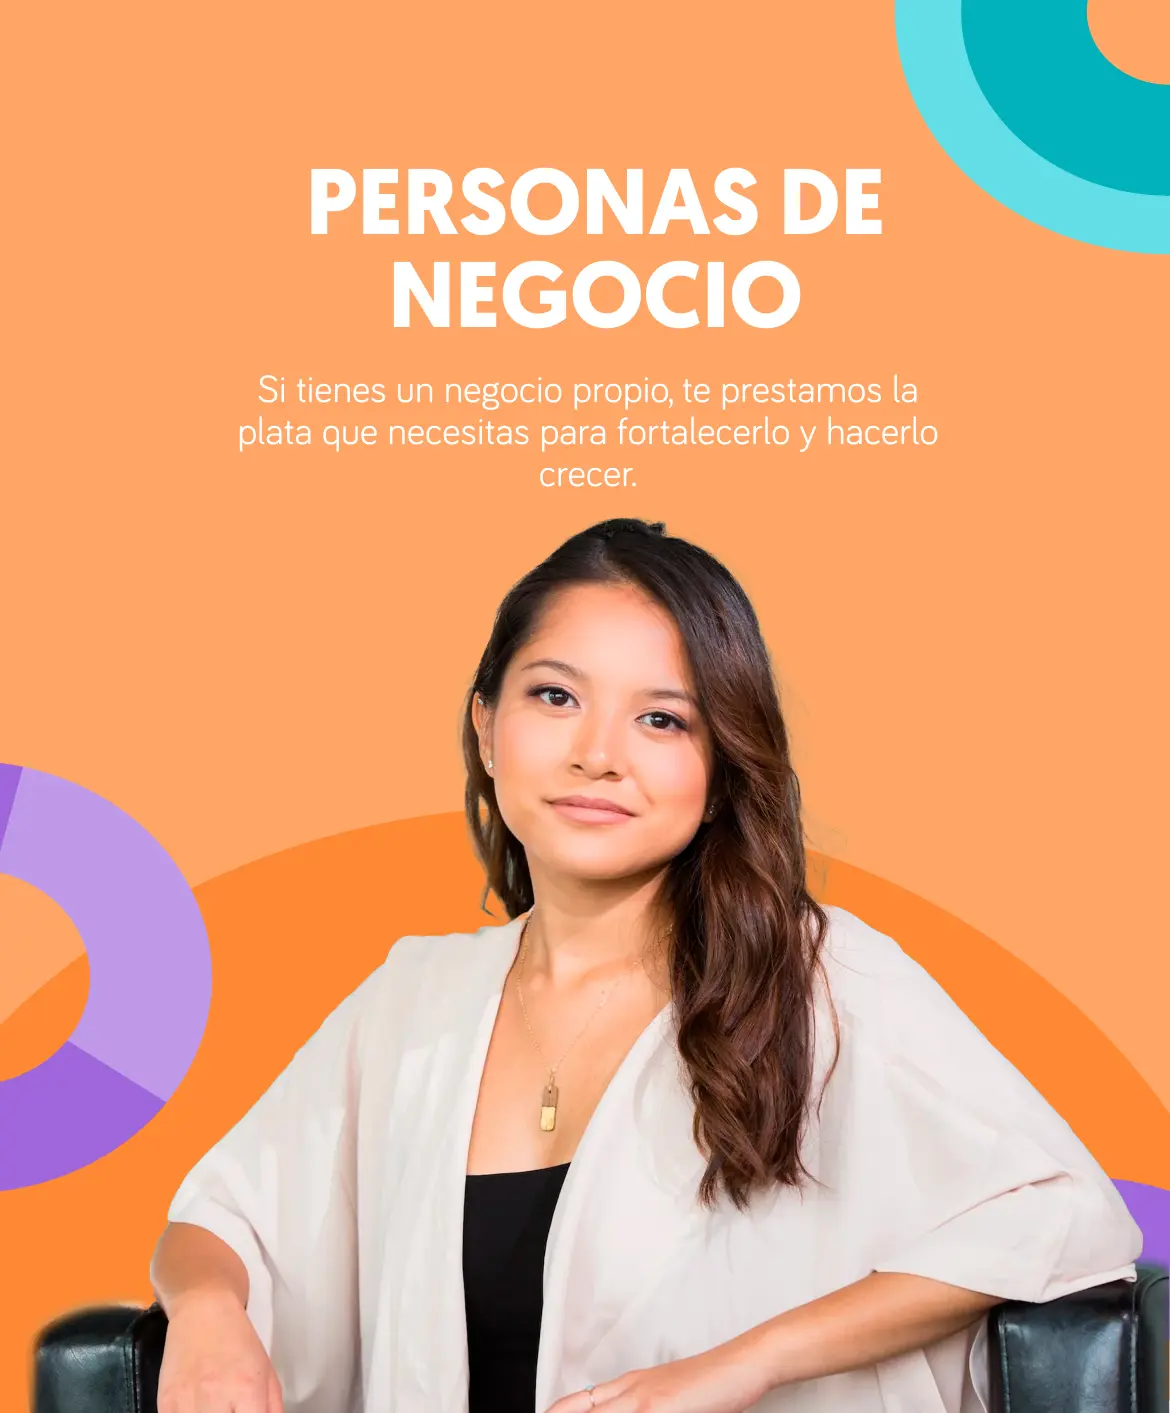 PERSONAS DE
NEGOCIO
Si tienes un negocio propio, te prestamos la
plata que necesitas para fortalecerlo y hacerlo
crecer.